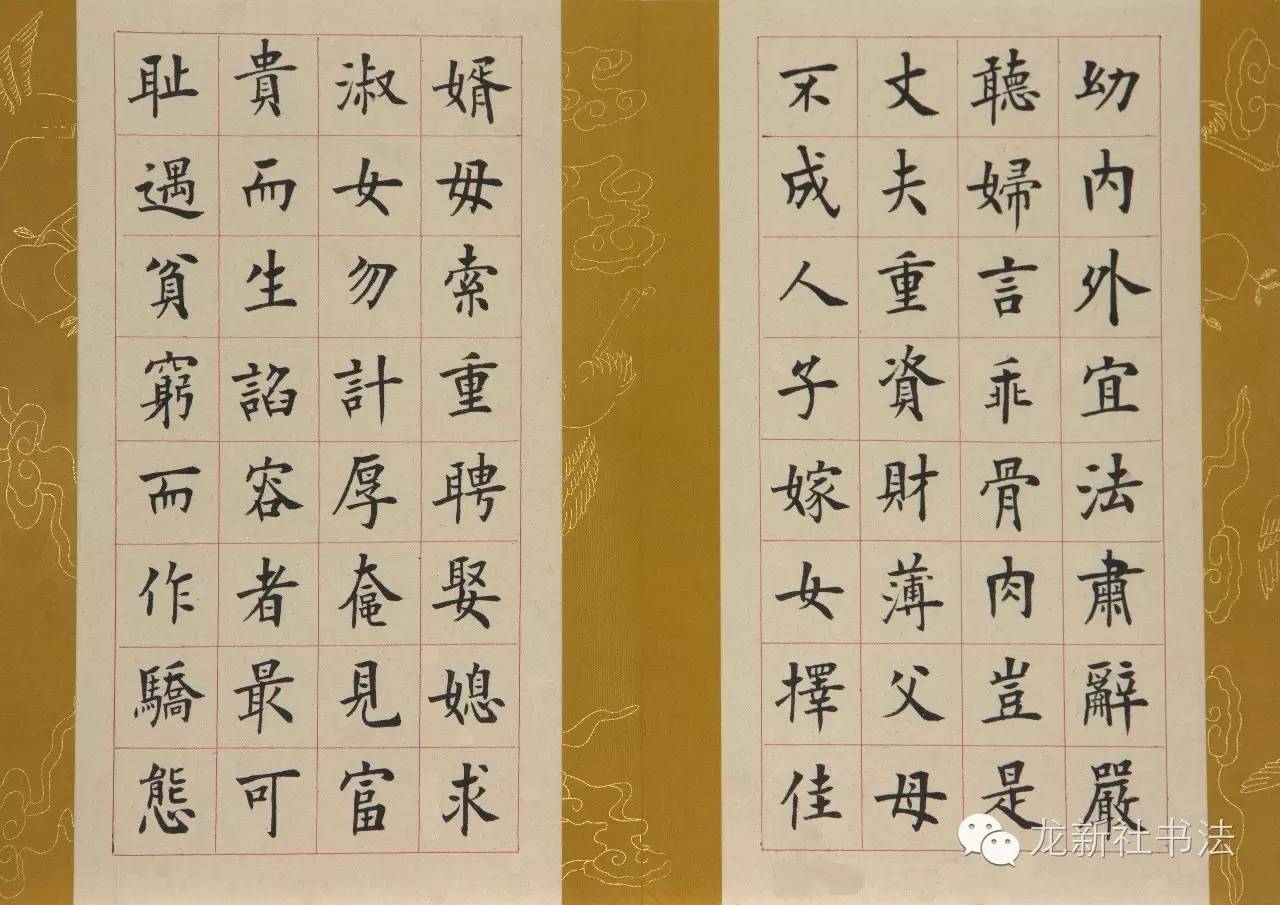 幼内外宜法肅辭嚴
聽婦言乖骨肉豈是
丈夫重資財薄父母
不成人子嫁女擇佳
婿毋索重聘娶媳求
淑女勿計厚奩見富
貴而生諂容者最可
恥遇貧窮而作驕態
龙新社书法